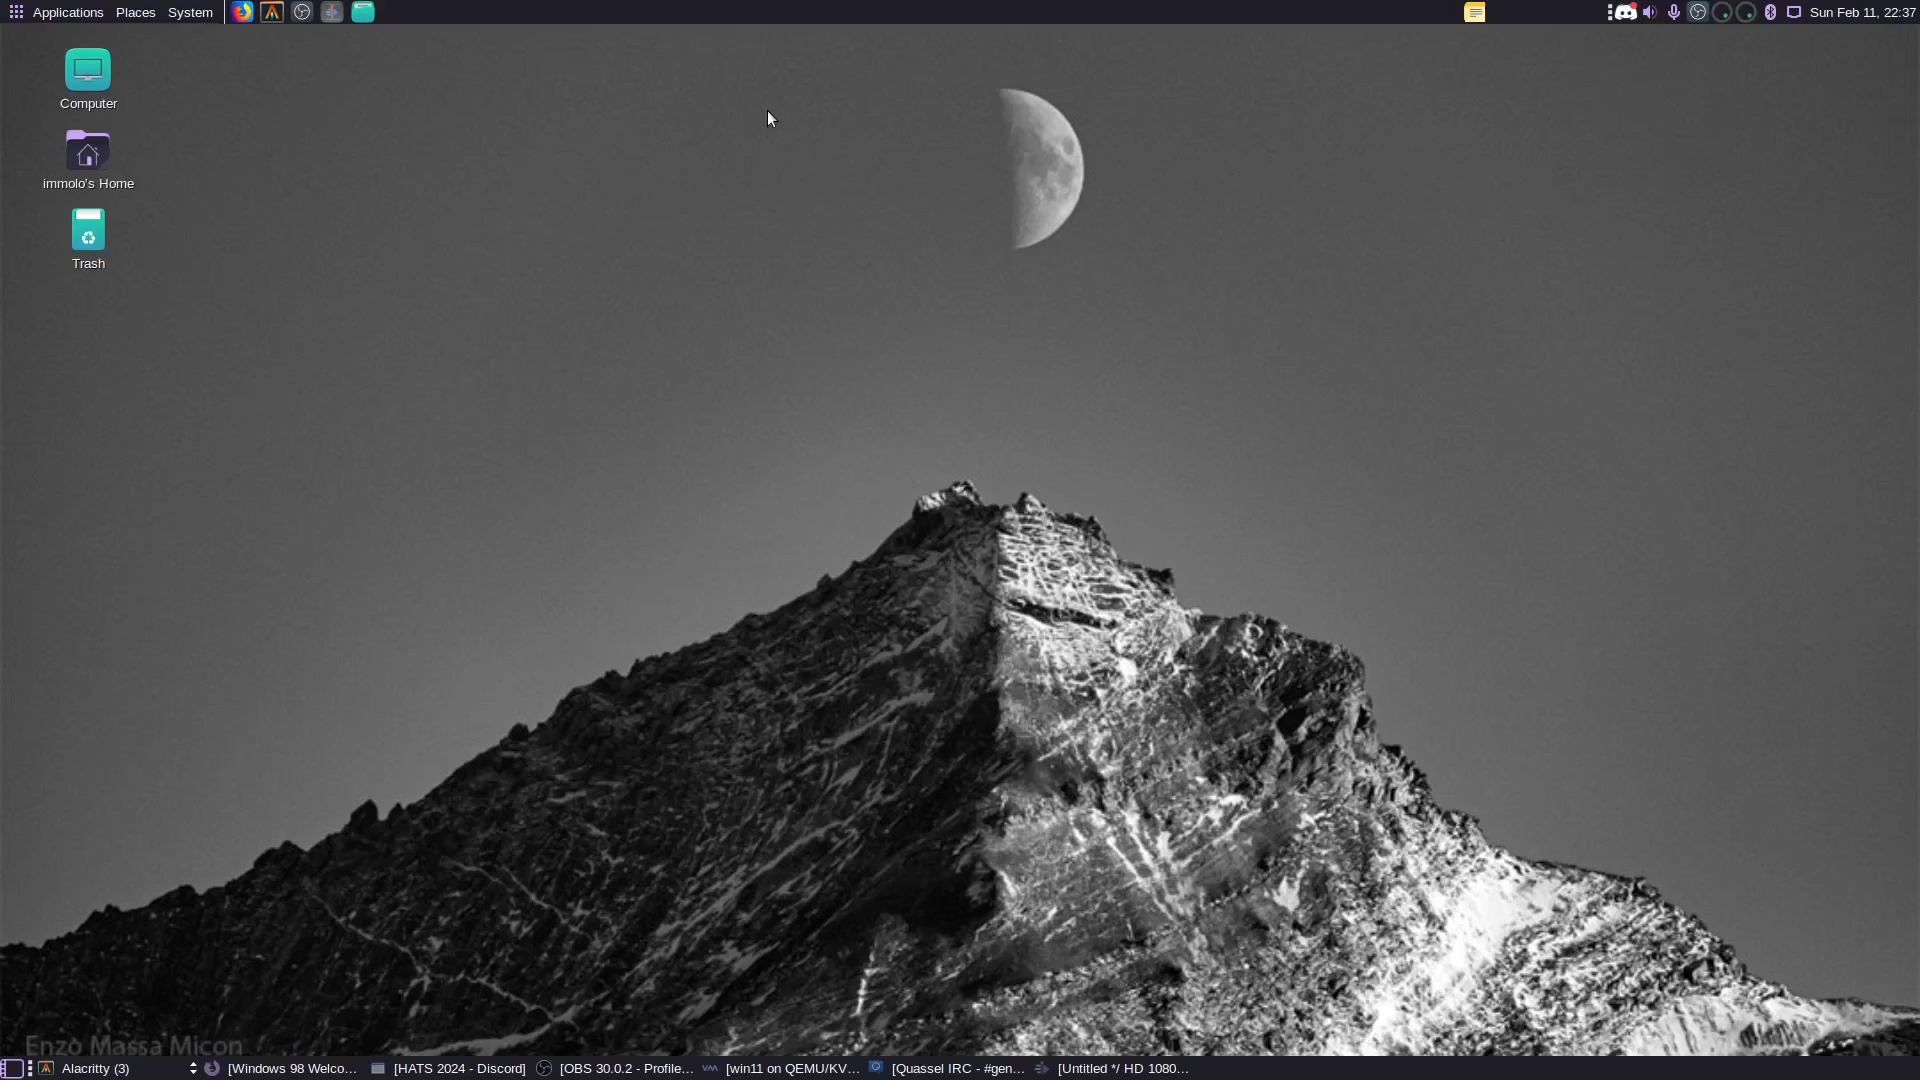 Applications Places System Sun Feb 11, 22:37
Computer
immolo's Home
Trash
Enzo Massa Micon
Alacritty (3) [Windows 98 Welco... [HATS 2024 - Discord] [OBS 30.0.2 - Profile... [win11 on QEMU/KV... [Quassel IRC - #gen... [Untitled */ HD 1080...